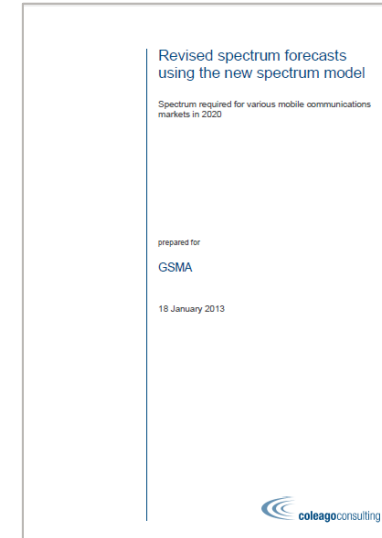 Revised spectrum forecasts
using the new spectrum model
Spectrum required for various mobile communications
markets in 2020
prepared for
GSMA
18 January 2013
coleagoconsulting